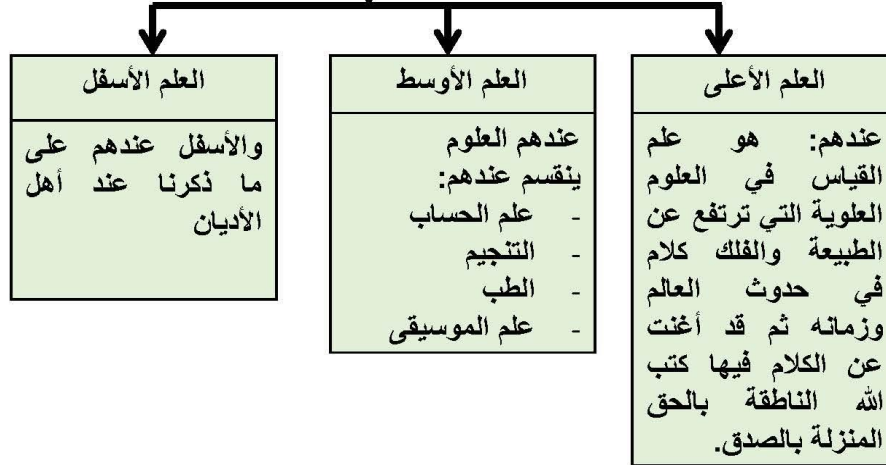 العلم الأعلى
عندهم: هو علم
القياس في العلوم
العلوية التي ترتفع عن
الطبيعة والفلك كلام
في حدوث العالم
وزمانه ثم قد أغنت
عن الكلام فيها كتب
الله الناطقة بالحق
المنزلة بالصدق.
العلم الأوسط
عندهم العلوم
ينقسم عندهم:
- علم الحساب
- التنجيم
- الطب
- علم الموسيقى
العلم الأسفل
والأسفل عندهم على
ما ذكرنا عند أهل
الأديان